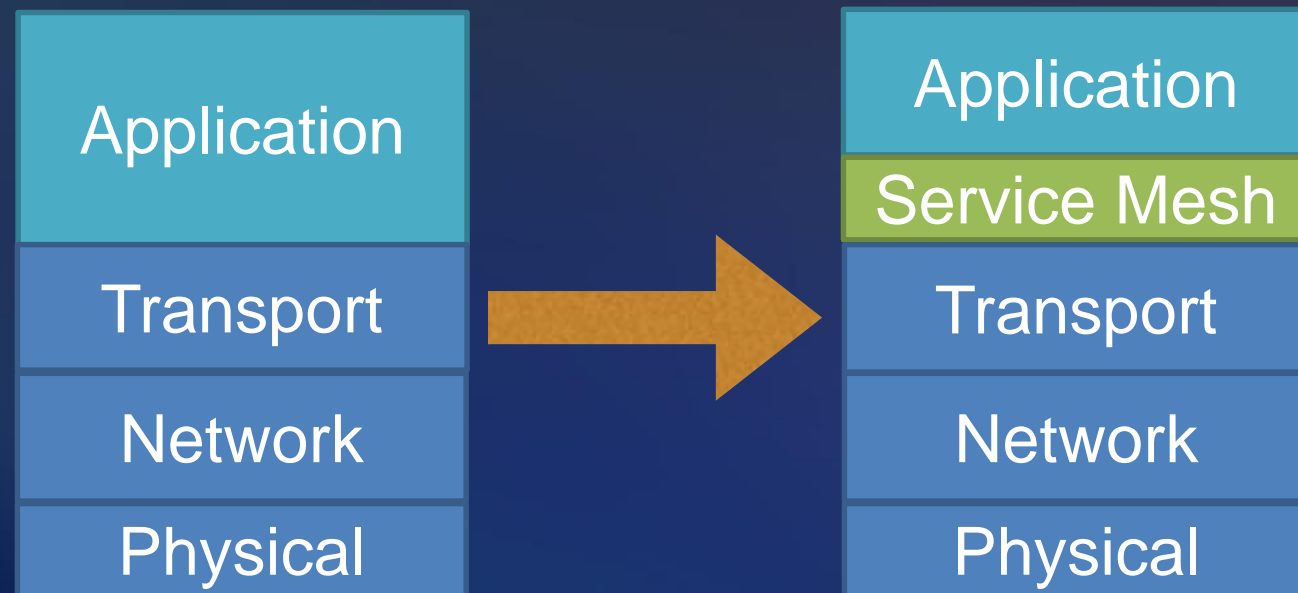 Application
Transport
Network
Physical
Application
Service Mesh
Transport
Network
Physical